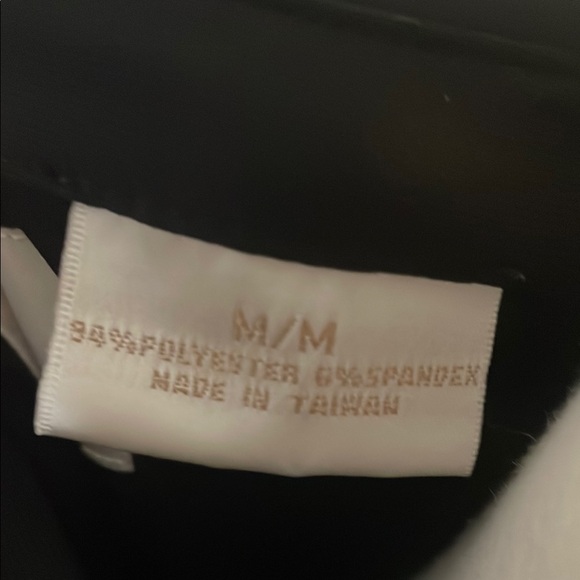 M/M
94%POLYESTER 6%SPANDEX
MADE IN TAIWAN